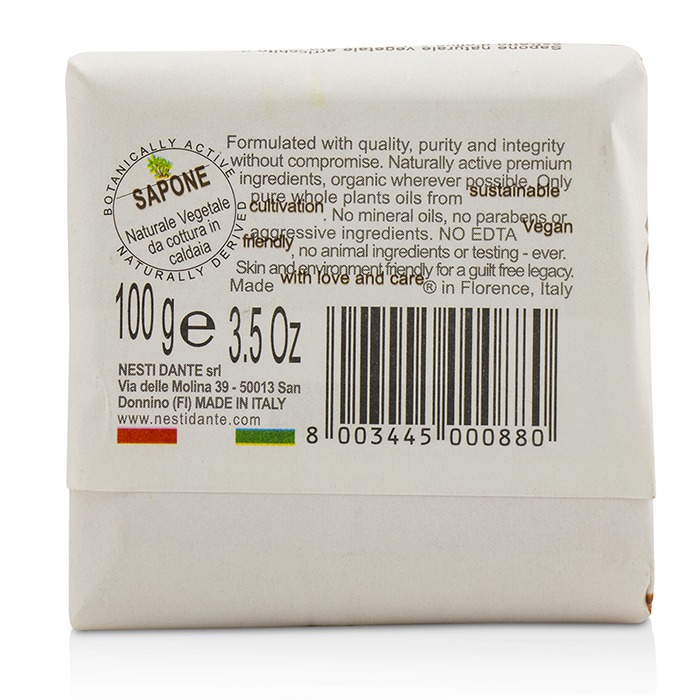 Sapone naturale vegetale
BOTANICALLY ACTIVE
SAPONE
Naturale Vegetale
da cottura in
caldaia
NATURALLY DERIVED
Formulated with quality, purity and integrity
without compromise. Naturally active premium
ingredients, organic wherever possible. Only
pure whole plants oils from sustainable
cultivation. No mineral oils, no parabens or
aggressive ingredients. NO EDTA Vegan
friendly, no animal ingredients or testing - ever.
Skin and environment friendly for a guilt free legacy.
Made with love and care® in Florence, Italy
100 g e 3.5 Oz
NESTI DANTE srl
Via delle Molina 39 - 50013 San
Donnino (FI) MADE IN ITALY
www.nestidante.com
8 003445 000880